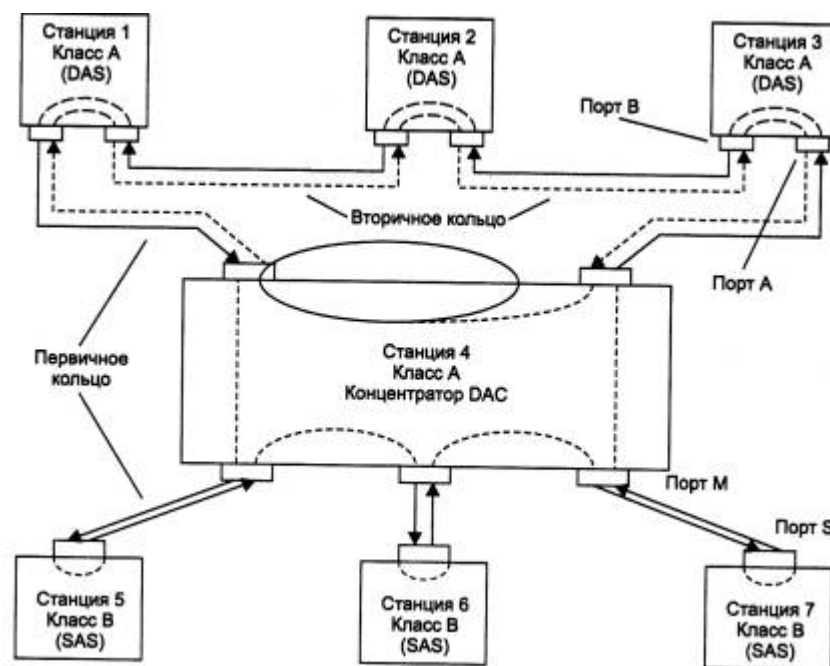 Станция 1
Класс А
(DAS)
Станция 2
Класс А
(DAS)
Станция 3
Класс А
(DAS)
Порт В
Вторичное кольцо
Порт А
Первичное
кольцо
Станция 4
Класс А
Концентратор DAC
Порт М
Порт S
Станция 5
Класс В
(SAS)
Станция 6
Класс В
(SAS)
Станция 7
Класс В
(SAS)